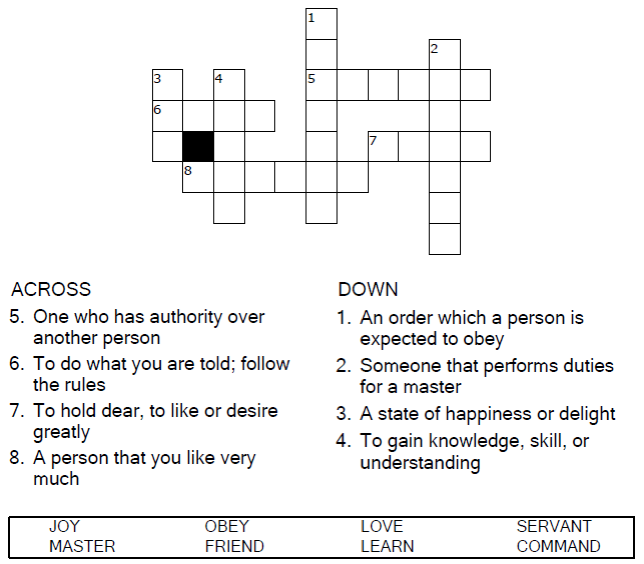 1
2
3 4 5
6
7
8
ACROSS
5. One who has authority over
another person
6. To do what you are told; follow
the rules
7. To hold dear, to like or desire
greatly
8. A person that you like very
much
DOWN
1. An order which a person is
expected to obey
2. Someone that performs duties
for a master
3. A state of happiness or delight
4. To gain knowledge, skill, or
understanding
JOY OBEY LOVE SERVANT
MASTER FRIEND LEARN COMMAND